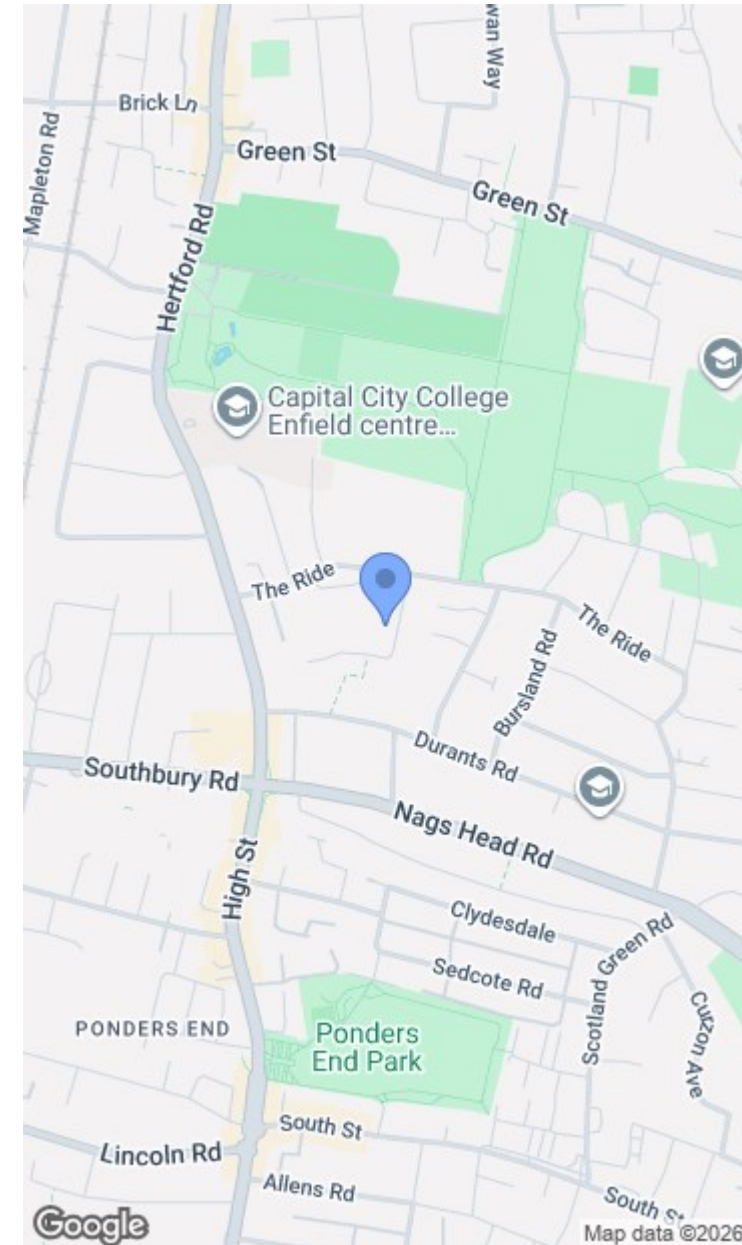 wan Way
Brick Ln
Green St
Green St
Mapleton Rd
Hertford Rd
Capital City College
Enfield centre...
The Ride
The Ride
Bursland Rd
Durants Rd
Southbury Rd
Nags Head Rd
High St
Clydesdale
Scotland Green Rd
Sedcote Rd
Curzon Ave
PONDERS END
Ponders
End Park
South St
Lincoln Rd
Allens Rd
South St
Google
Map data ©2026